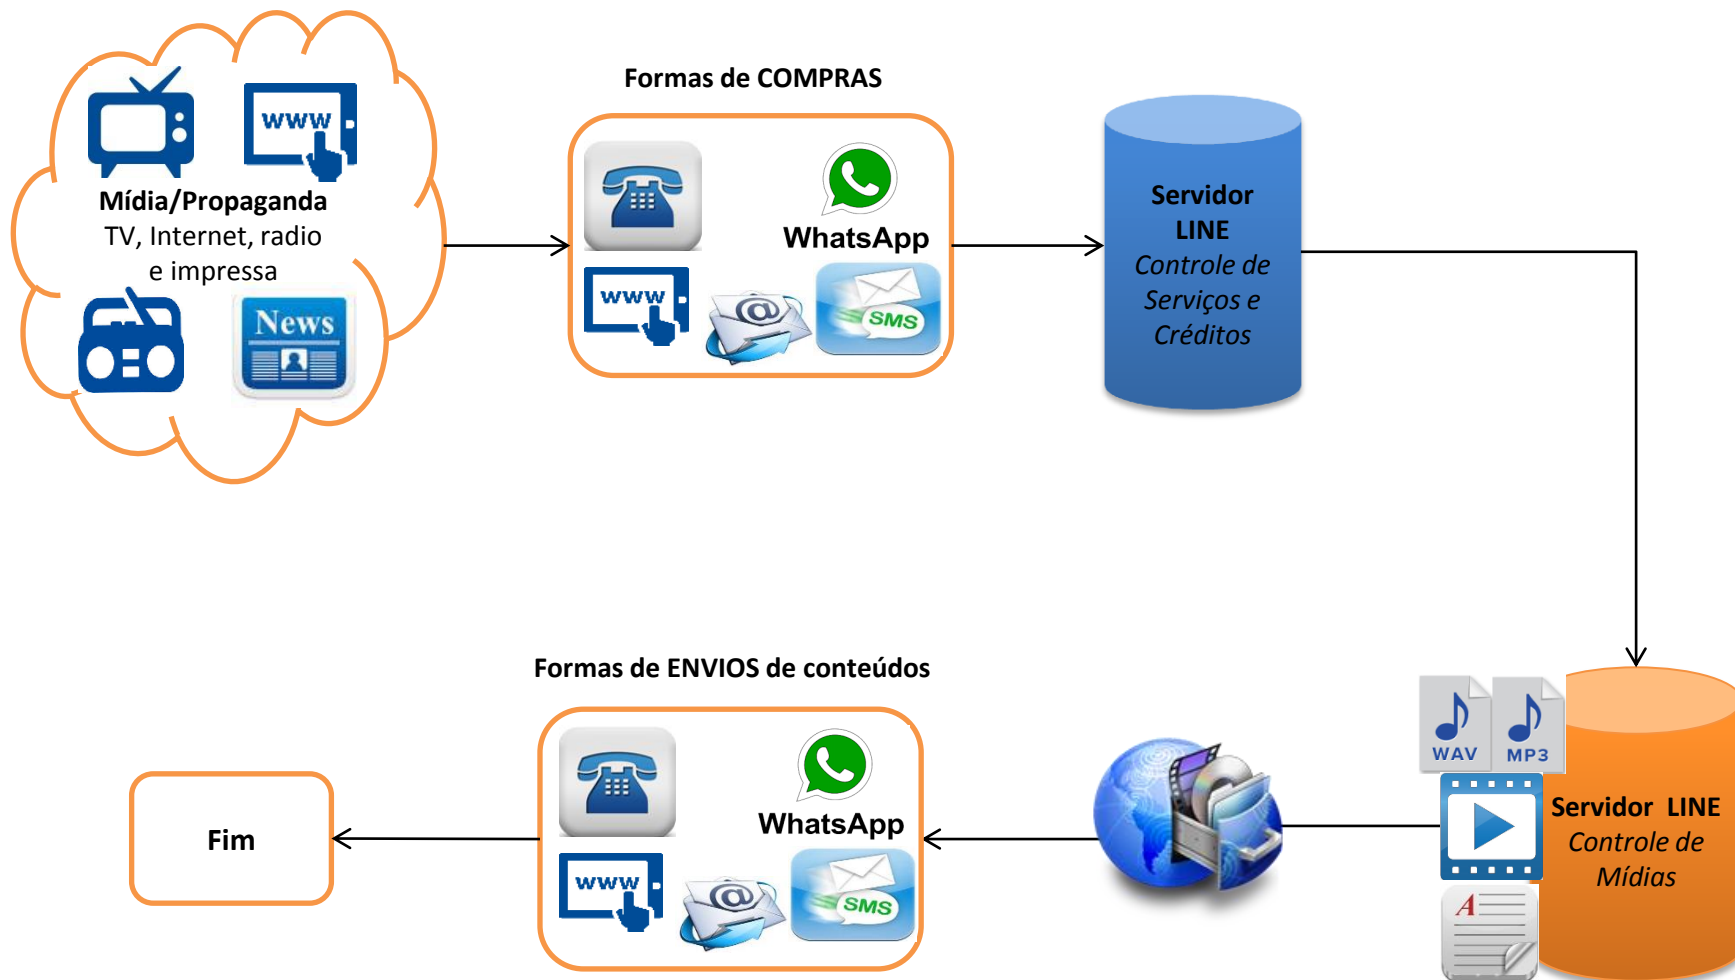 Formas de COMPRAS
www
Mídia/Propaganda
TV, Internet, radio
e impressa
News
WhatsApp
www
@
SMS
Servidor
LINE
Controle de
Serviços e
Créditos
Formas de ENVIOS de conteúdos
WhatsApp
www
@
SMS
Fim
WAV
MP3
Servidor LINE
Controle de
Mídias
A